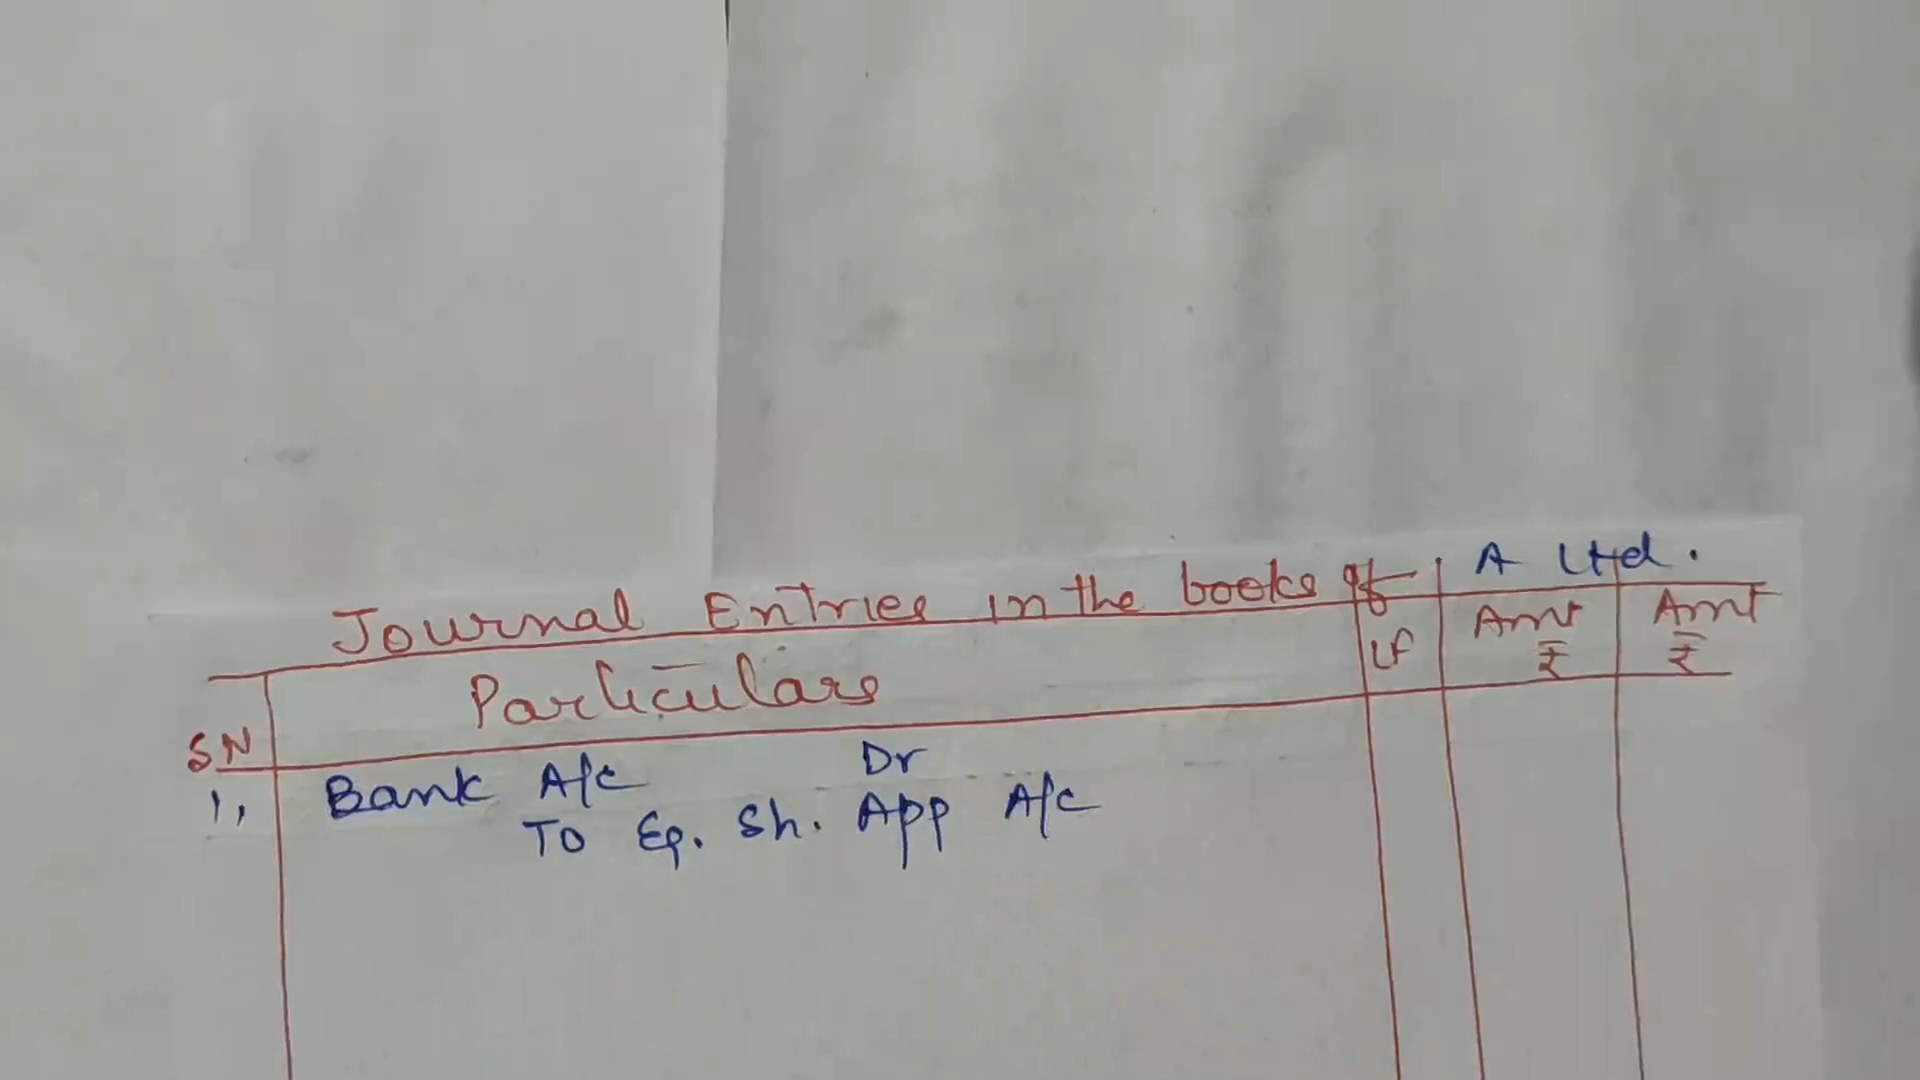 Journal Entries in the books of A Ltd.
SN Particulars LF Amt ₹ Amt ₹
1, Bank A/c Dr
To Eq. Sh. App A/c